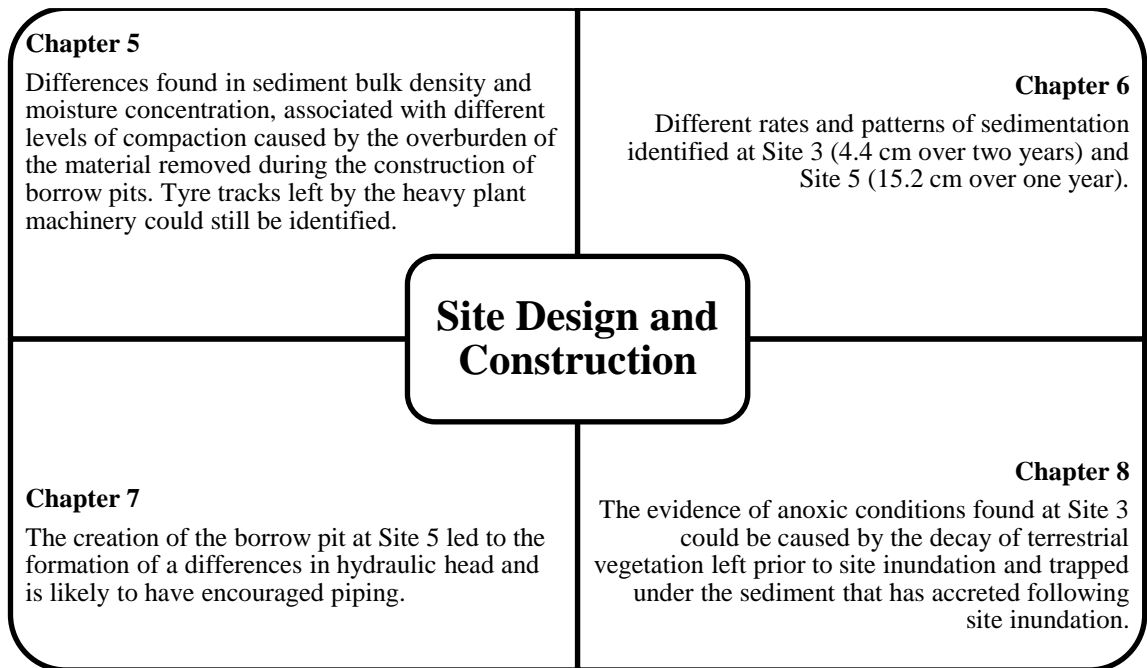 Chapter 5
Differences found in sediment bulk density and
moisture concentration, associated with different
levels of compaction caused by the overburden of
the material removed during the construction of
borrow pits. Tyre tracks left by the heavy plant
machinery could still be identified.
Chapter 6
Different rates and patterns of sedimentation
identified at Site 3 (4.4 cm over two years) and
Site 5 (15.2 cm over one year).
Site Design and
Construction
Chapter 7
The creation of the borrow pit at Site 5 led to the
formation of a differences in hydraulic head and
is likely to have encouraged piping.
Chapter 8
The evidence of anoxic conditions found at Site 3
could be caused by the decay of terrestrial
vegetation left prior to site inundation and trapped
under the sediment that has accreted following
site inundation.